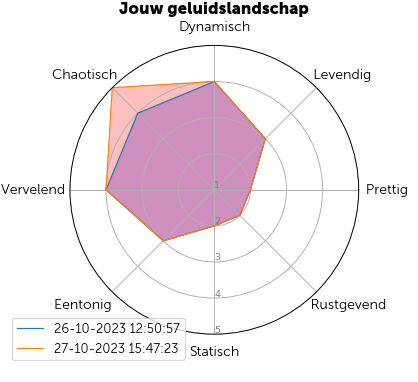 Jouw geluidslandschap
Dynamisch
Chaotisch
Levendig
Vervelend
1
Prettig
2
3
4
Eentonig
Rustgevend
5
26-10-2023 12:50:57
27-10-2023 15:47:23
Statisch